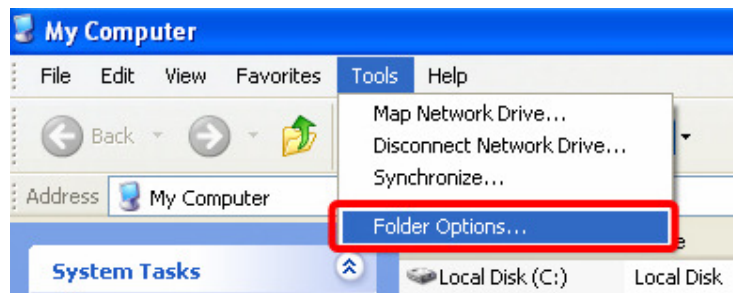 My Computer
File Edit View Favorites Tools Help
Map Network Drive...
Disconnect Network Drive...
Synchronize...
Folder Options...
Back
Address My Computer
System Tasks
Local Disk (C:) Local Disk